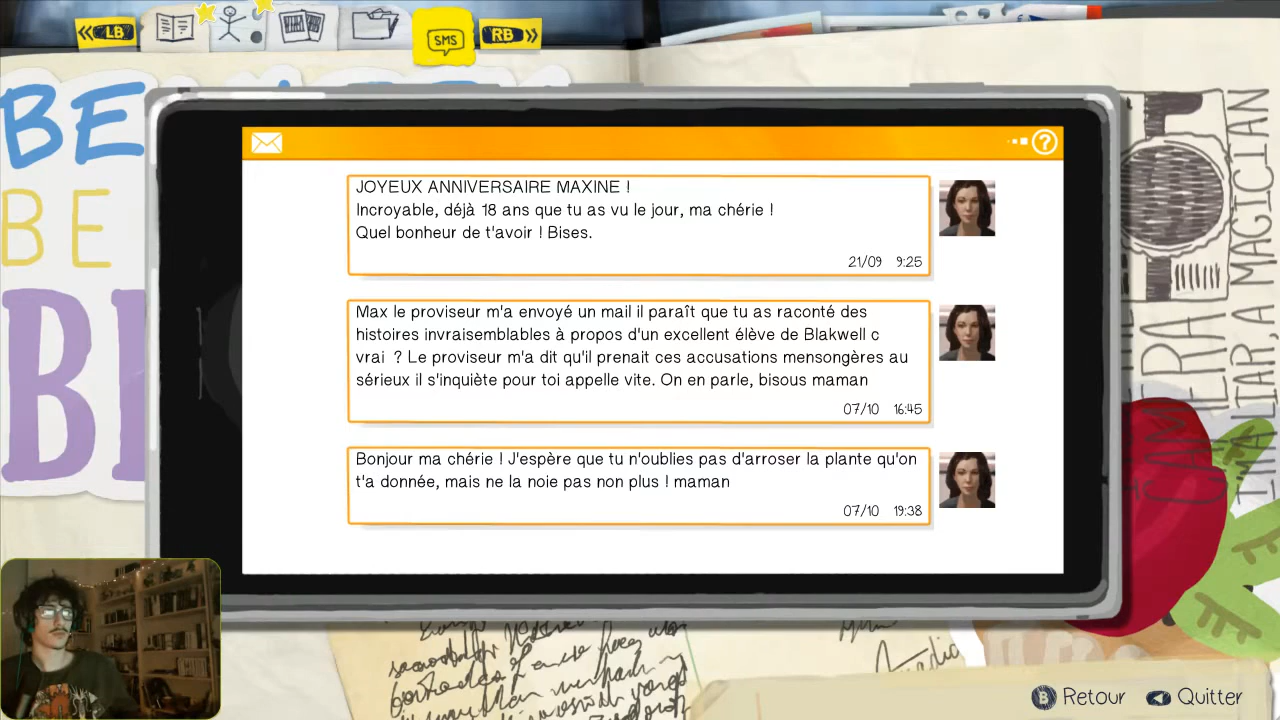 LB
SMS
RB
BE
BE
CAMERA
I'M A LIAR, A MAGICIAN
JOYEUX ANNIVERSAIRE MAXINE !
Incroyable, déjà 18 ans que tu as vu le jour, ma chérie !
Quel bonheur de t'avoir ! Bises.
21/09 9:25
Max le proviseur m'a envoyé un mail il paraît que tu as raconté des
histoires invraisemblables à propos d'un excellent élève de Blakwell c
vrai ? Le proviseur m'a dit qu'il prenait ces accusations mensongères au
sérieux il s'inquiète pour toi appelle vite. On en parle, bisous maman
07/10 16:45
Bonjour ma chérie ! J'espère que tu n'oublies pas d'arroser la plante qu'on
t'a donnée, mais ne la noie pas non plus ! maman
07/10 19:38
B Retour
Quitter